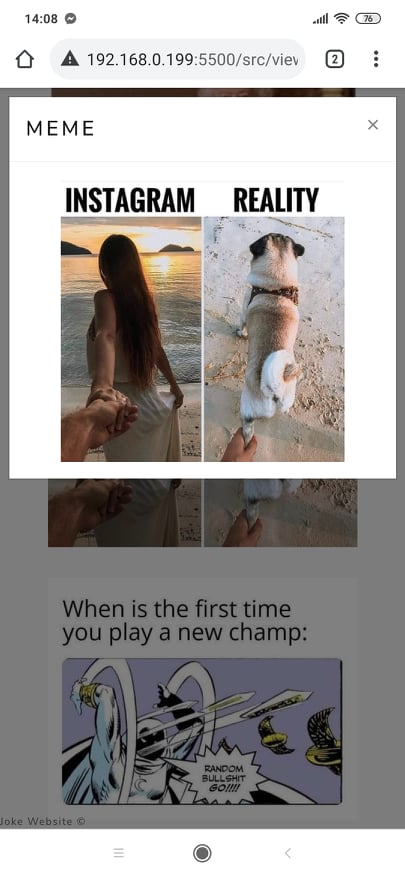 14:08
76
192.168.0.199:5500/src/view
2
MEME
INSTAGRAM REALITY
When is the first time
you play a new champ:
RANDOM
BULLSHIT
GO!!!!
Joke Website ©